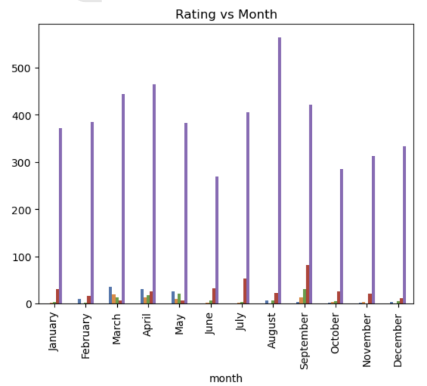 Rating vs Month
500
400
300
200
100
0
January
February
March
April
May
June
July
August
September
October
November
December
month